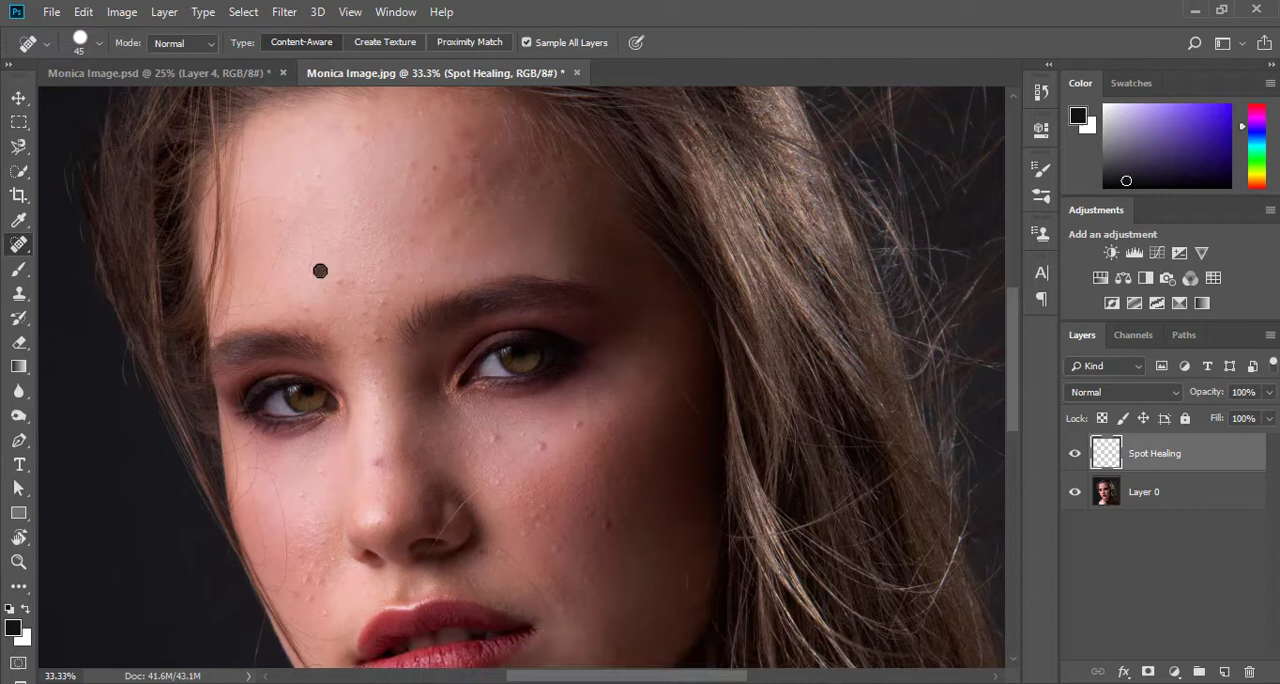 Ps File Edit Image Layer Type Select Filter 3D View Window Help
45 Mode: Normal Type: Content-Aware Create Texture Proximity Match Sample All Layers
Monica Image.psd @ 25% (Layer 4, RGB/8#) * Monica Image.jpg @ 33.3% (Spot Healing, RGB/8#) *
Color Swatches
Adjustments
Add an adjustment
Layers Channels Paths
Kind
Normal Opacity: 100%
Lock: Fill: 100%
Spot Healing
Layer 0
33.33% Doc: 41.6M/43.1M